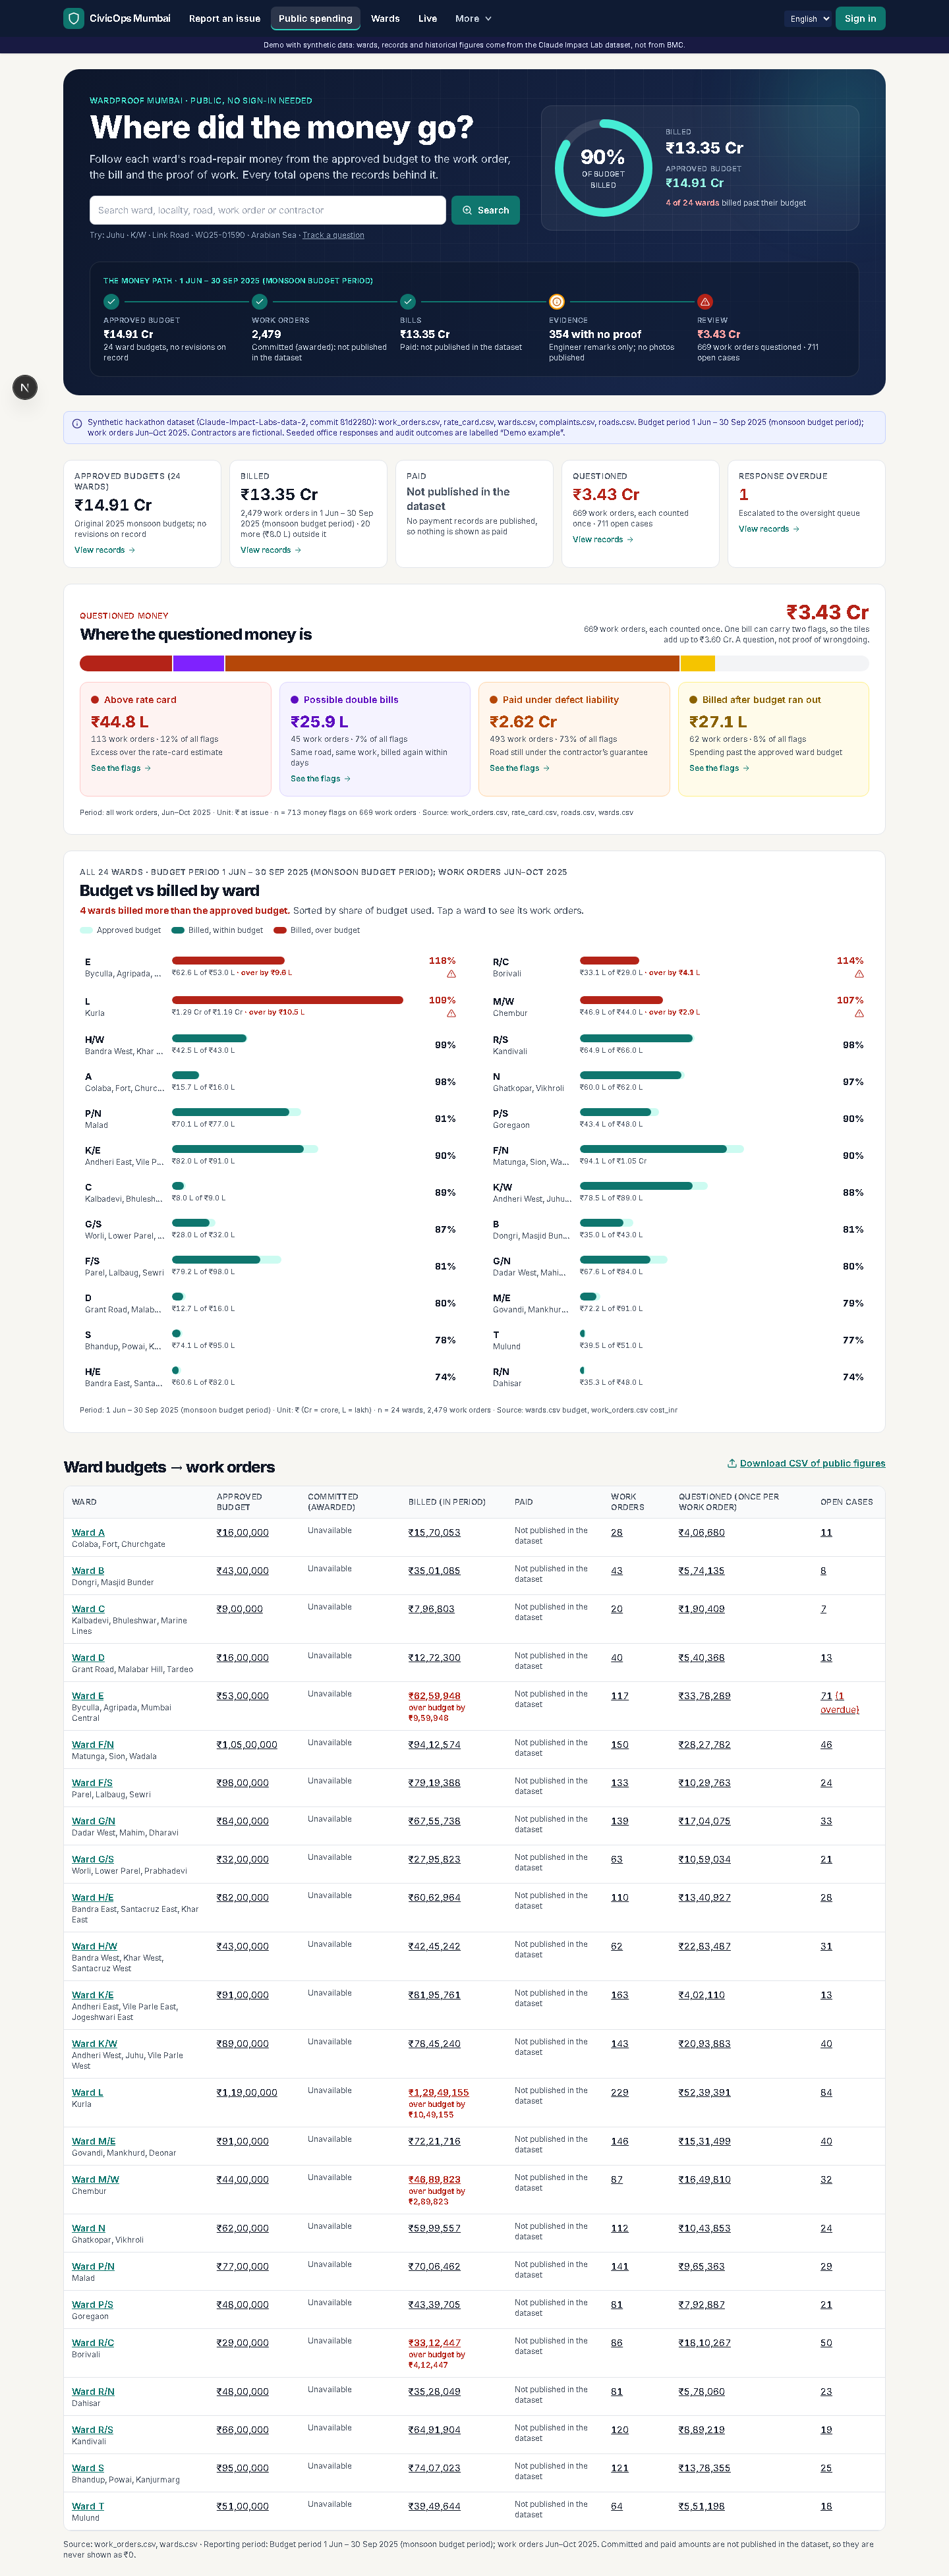 CivicOps Mumbai
Report an issue
Public spending
Wards
Live
More
English
Sign in
Demo with synthetic data: wards, records and historical figures come from the Claude Impact Lab dataset, not from BMC.
WARDPROOF MUMBAI · PUBLIC, NO SIGN-IN NEEDED
Where did the money go?
Follow each ward's road-repair money from the approved budget to the work order,
the bill and the proof of work. Every total opens the records behind it.
Search ward, locality, road, work order or contractor
Search
Try: Juhu · K/W · Link Road · WO25-01590 · Arabian Sea · Track a question
90%
OF BUDGET
BILLED
BILLED
₹13.35 Cr
APPROVED BUDGET
₹14.91 Cr
4 of 24 wards billed past their budget
THE MONEY PATH · 1 JUN – 30 SEP 2025 (MONSOON BUDGET PERIOD)
APPROVED BUDGET
₹14.91 Cr
24 ward budgets, no revisions on
record
WORK ORDERS
2,479
Committed (awarded): not published
in the dataset
BILLS
₹13.35 Cr
Paid: not published in the dataset
EVIDENCE
354 with no proof
Engineer remarks only; no photos
published
REVIEW
₹3.43 Cr
669 work orders questioned · 711
open cases
N
Synthetic hackathon dataset (Claude-Impact-Labs-data-2, commit 81d2280): work_orders.csv, rate_card.csv, wards.csv, complaints.csv, roads.csv. Budget period 1 Jun – 30 Sep 2025 (monsoon budget period);
work orders Jun–Oct 2025. Contractors are fictional. Seeded office responses and audit outcomes are labelled “Demo example”.
APPROVED BUDGETS (24
WARDS)
₹14.91 Cr
Original 2025 monsoon budgets; no
revisions on record
View records →
BILLED
₹13.35 Cr
2,479 work orders in 1 Jun – 30 Sep
2025 (monsoon budget period) · 20
more (₹8.0 L) outside it
View records →
PAID
Not published in the
dataset
No payment records are published,
so nothing is shown as paid
QUESTIONED
₹3.43 Cr
669 work orders, each counted
once · 711 open cases
View records →
RESPONSE OVERDUE
1
Escalated to the oversight queue
View records →
QUESTIONED MONEY
Where the questioned money is
₹3.43 Cr
669 work orders, each counted once. One bill can carry two flags, so the tiles
add up to ₹3.60 Cr. A question, not proof of wrongdoing.
Above rate card
₹44.8 L
113 work orders · 12% of all flags
Excess over the rate-card estimate
See the flags →
Possible double bills
₹25.9 L
45 work orders · 7% of all flags
Same road, same work, billed again within
days
See the flags →
Paid under defect liability
₹2.62 Cr
493 work orders · 73% of all flags
Road still under the contractor's guarantee
See the flags →
Billed after budget ran out
₹27.1 L
62 work orders · 8% of all flags
Spending past the approved ward budget
See the flags →
Period: all work orders, Jun–Oct 2025 · Unit: ₹ at issue · n = 713 money flags on 669 work orders · Source: work_orders.csv, rate_card.csv, roads.csv, wards.csv
ALL 24 WARDS · BUDGET PERIOD 1 JUN – 30 SEP 2025 (MONSOON BUDGET PERIOD); WORK ORDERS JUN–OCT 2025
Budget vs billed by ward
4 wards billed more than the approved budget. Sorted by share of budget used. Tap a ward to see its work orders.
Approved budget
Billed, within budget
Billed, over budget
E
Byculla, Agripada, ...
₹62.6 L of ₹53.0 L · over by ₹9.6 L
118%
R/C
Borivali
₹33.1 L of ₹29.0 L · over by ₹4.1 L
114%
L
Kurla
₹1.29 Cr of ₹1.19 Cr · over by ₹10.5 L
109%
M/W
Chembur
₹46.9 L of ₹44.0 L · over by ₹2.9 L
107%
H/W
Bandra West, Khar ...
₹42.5 L of ₹43.0 L
99%
R/S
Kandivali
₹64.9 L of ₹66.0 L
98%
A
Colaba, Fort, Churc...
₹15.7 L of ₹16.0 L
98%
N
Ghatkopar, Vikhroli
₹60.0 L of ₹62.0 L
97%
P/N
Malad
₹70.1 L of ₹77.0 L
91%
P/S
Goregaon
₹43.4 L of ₹48.0 L
90%
K/E
Andheri East, Vile P...
₹82.0 L of ₹91.0 L
90%
F/N
Matunga, Sion, Wa...
₹94.1 L of ₹1.05 Cr
90%
C
Kalbadevi, Bhulesh...
₹8.0 L of ₹9.0 L
89%
K/W
Andheri West, Juhu...
₹78.5 L of ₹89.0 L
88%
G/S
Worli, Lower Parel, ...
₹28.0 L of ₹32.0 L
87%
B
Dongri, Masjid Bun...
₹35.0 L of ₹43.0 L
81%
F/S
Parel, Lalbaug, Sewri
₹79.2 L of ₹98.0 L
81%
G/N
Dadar West, Mahi...
₹67.6 L of ₹84.0 L
80%
D
Grant Road, Malab...
₹12.7 L of ₹16.0 L
80%
M/E
Govandi, Mankhur...
₹72.2 L of ₹91.0 L
79%
S
Bhandup, Powai, K...
₹74.1 L of ₹95.0 L
78%
T
Mulund
₹39.5 L of ₹51.0 L
77%
H/E
Bandra East, Santa...
₹60.6 L of ₹82.0 L
74%
R/N
Dahisar
₹35.3 L of ₹48.0 L
74%
Period: 1 Jun – 30 Sep 2025 (monsoon budget period) · Unit: ₹ (Cr = crore, L = lakh) · n = 24 wards, 2,479 work orders · Source: wards.csv budget, work_orders.csv cost_inr
Ward budgets → work orders
Download CSV of public figures
WARD
APPROVED
BUDGET
COMMITTED
(AWARDED)
BILLED (IN PERIOD)
PAID
WORK
ORDERS
QUESTIONED (ONCE PER
WORK ORDER)
OPEN CASES
Ward A ₹16,00,000 Unavailable ₹15,70,053 Not published in the 28 ₹4,06,680 11
Colaba, Fort, Churchgate dataset
Ward B ₹43,00,000 Unavailable ₹35,01,085 Not published in the 43 ₹5,74,135 8
Dongri, Masjid Bunder dataset
Ward C ₹9,00,000 Unavailable ₹7,96,803 Not published in the 20 ₹1,90,409 7
Kalbadevi, Bhuleshwar, Marine dataset
Lines
Ward D ₹16,00,000 Unavailable ₹12,72,300 Not published in the 40 ₹5,40,368 13
Grant Road, Malabar Hill, Tardeo dataset
Ward E ₹53,00,000 Unavailable ₹62,59,948 Not published in the 117 ₹33,78,289 71 (1
Byculla, Agripada, Mumbai over budget by dataset overdue)
Central ₹9,59,948
Ward F/N ₹1,05,00,000 Unavailable ₹94,12,574 Not published in the 150 ₹28,27,782 46
Matunga, Sion, Wadala dataset
Ward F/S ₹98,00,000 Unavailable ₹79,19,388 Not published in the 133 ₹10,29,763 24
Parel, Lalbaug, Sewri dataset
Ward G/N ₹84,00,000 Unavailable ₹67,55,738 Not published in the 139 ₹17,04,075 33
Dadar West, Mahim, Dharavi dataset
Ward G/S ₹32,00,000 Unavailable ₹27,95,823 Not published in the 63 ₹10,59,034 21
Worli, Lower Parel, Prabhadevi dataset
Ward H/E ₹82,00,000 Unavailable ₹60,62,964 Not published in the 110 ₹13,40,927 28
Bandra East, Santacruz East, Khar dataset
East
Ward H/W ₹43,00,000 Unavailable ₹42,45,242 Not published in the 62 ₹22,83,487 31
Bandra West, Khar West, dataset
Santacruz West
Ward K/E ₹91,00,000 Unavailable ₹81,95,761 Not published in the 163 ₹4,02,110 13
Andheri East, Vile Parle East, dataset
Jogeshwari East
Ward K/W ₹89,00,000 Unavailable ₹78,45,240 Not published in the 143 ₹20,93,883 40
Andheri West, Juhu, Vile Parle dataset
West
Ward L ₹1,19,00,000 Unavailable ₹1,29,49,155 Not published in the 229 ₹52,39,391 84
Kurla over budget by dataset
₹10,49,155
Ward M/E ₹91,00,000 Unavailable ₹72,21,716 Not published in the 146 ₹15,31,499 40
Govandi, Mankhurd, Deonar dataset
Ward M/W ₹44,00,000 Unavailable ₹46,89,823 Not published in the 87 ₹16,49,810 32
Chembur over budget by dataset
₹2,89,823
Ward N ₹62,00,000 Unavailable ₹59,99,557 Not published in the 112 ₹10,43,853 24
Ghatkopar, Vikhroli dataset
Ward P/N ₹77,00,000 Unavailable ₹70,06,462 Not published in the 141 ₹9,65,363 29
Malad dataset
Ward P/S ₹48,00,000 Unavailable ₹43,39,705 Not published in the 81 ₹7,92,887 21
Goregaon dataset
Ward R/C ₹29,00,000 Unavailable ₹33,12,447 Not published in the 86 ₹18,10,267 50
Borivali over budget by dataset
₹4,12,447
Ward R/N ₹48,00,000 Unavailable ₹35,28,049 Not published in the 81 ₹5,78,060 23
Dahisar dataset
Ward R/S ₹66,00,000 Unavailable ₹64,91,904 Not published in the 120 ₹8,89,219 19
Kandivali dataset
Ward S ₹95,00,000 Unavailable ₹74,07,023 Not published in the 121 ₹13,78,355 25
Bhandup, Powai, Kanjurmarg dataset
Ward T ₹51,00,000 Unavailable ₹39,49,644 Not published in the 64 ₹5,51,198 18
Mulund dataset
Source: work_orders.csv, wards.csv · Reporting period: Budget period 1 Jun – 30 Sep 2025 (monsoon budget period); work orders Jun–Oct 2025. Committed and paid amounts are not published in the dataset, so they are
never shown as ₹0.